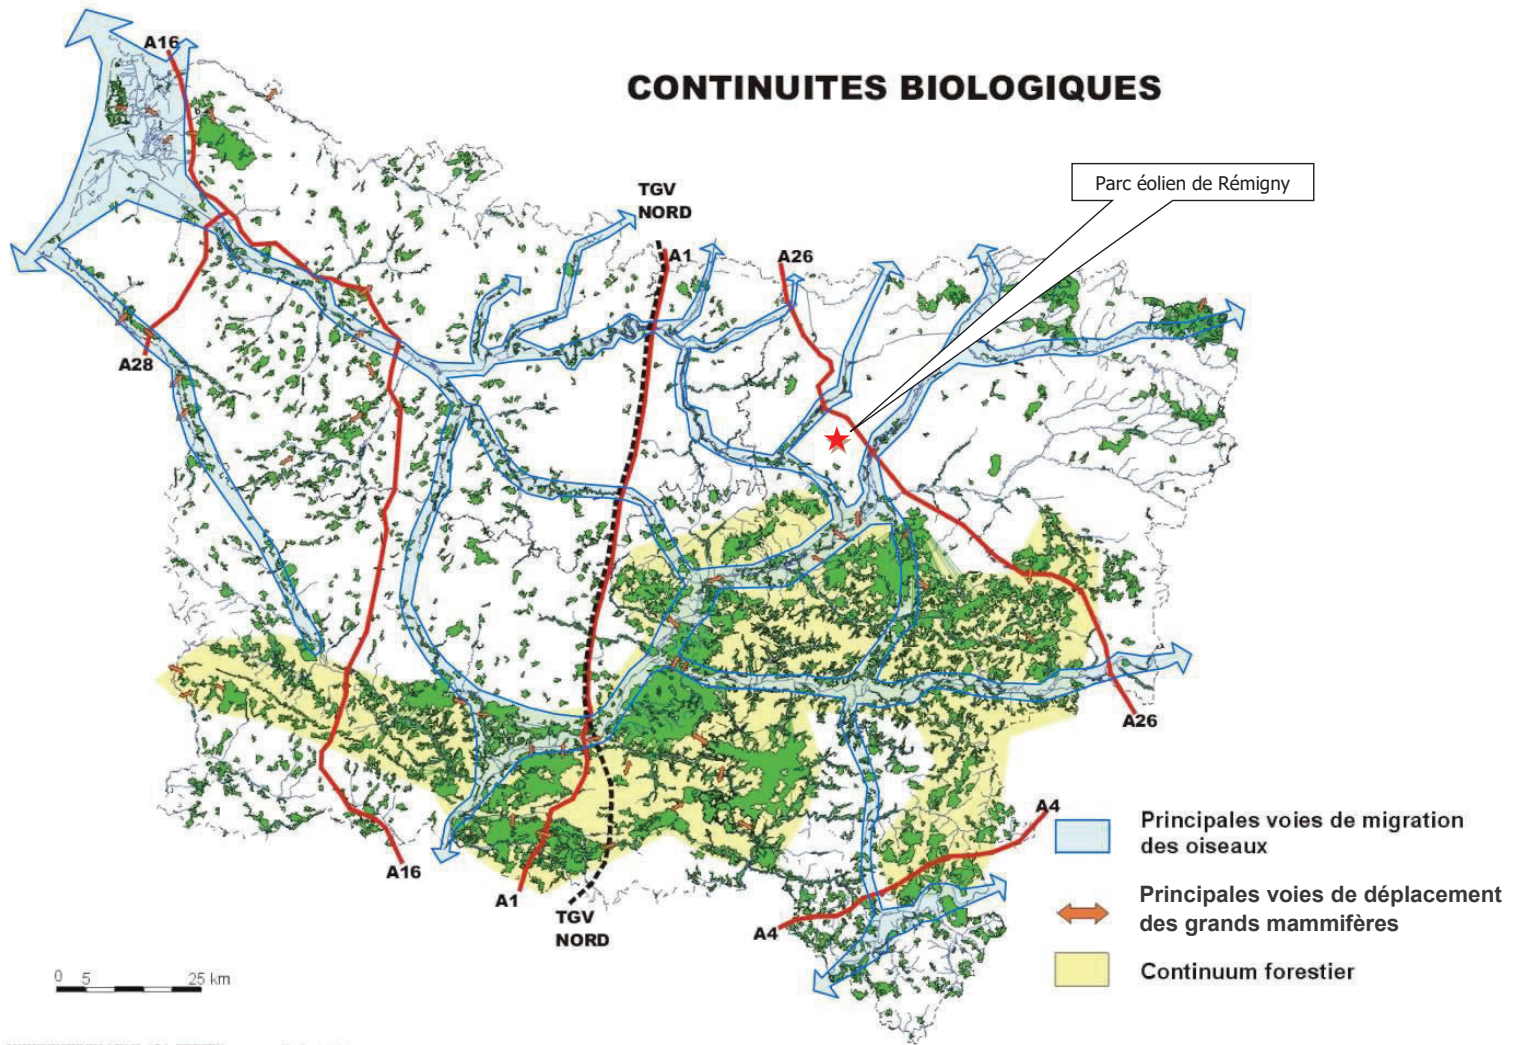 A16
CONTINUITES BIOLOGIQUES
Parc éolien de Rémigny
TGV
NORD
A1
A26
A28
A26
A16
A1
TGV
NORD
A4
A4
Principales voies de migration
des oiseaux
Principales voies de déplacement
des grands mammifères
Continuum forestier
0 5 25 km